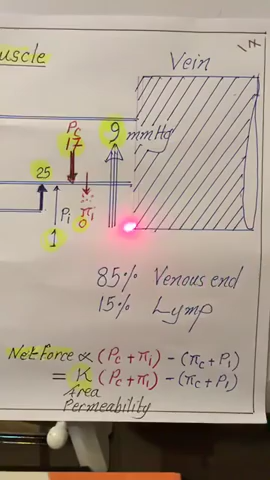 17
uscle
Vein
Pc
17
9 mmHg
25
Pi
πi
0
1
85% Venous end
15% Lymp
Net force ∝ (Pc + πi) - (πc + Pi)
= K (Pc + πi) - (πc + Pi)
Area
Permeability